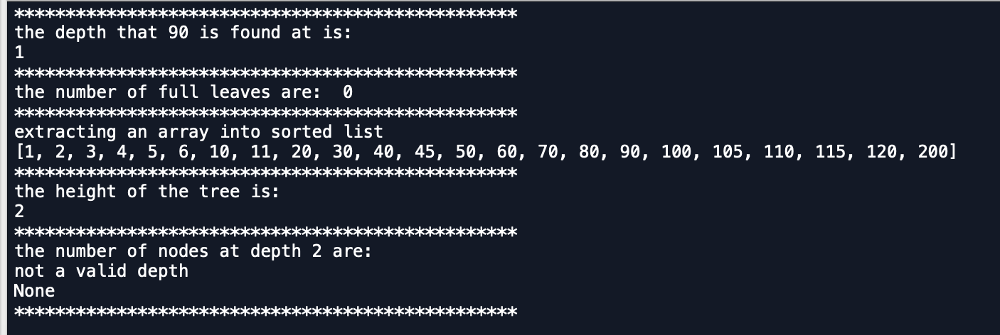 *************************************************
the depth that 90 is found at is:
1
*************************************************
the number of full leaves are:  0
*************************************************
extracting an array into sorted list
[1, 2, 3, 4, 5, 6, 10, 11, 20, 30, 40, 45, 50, 60, 70, 80, 90, 100, 105, 110, 115, 120, 200]
*************************************************
the height of the tree is:
2
*************************************************
the number of nodes at depth 2 are:
not a valid depth
None
*************************************************